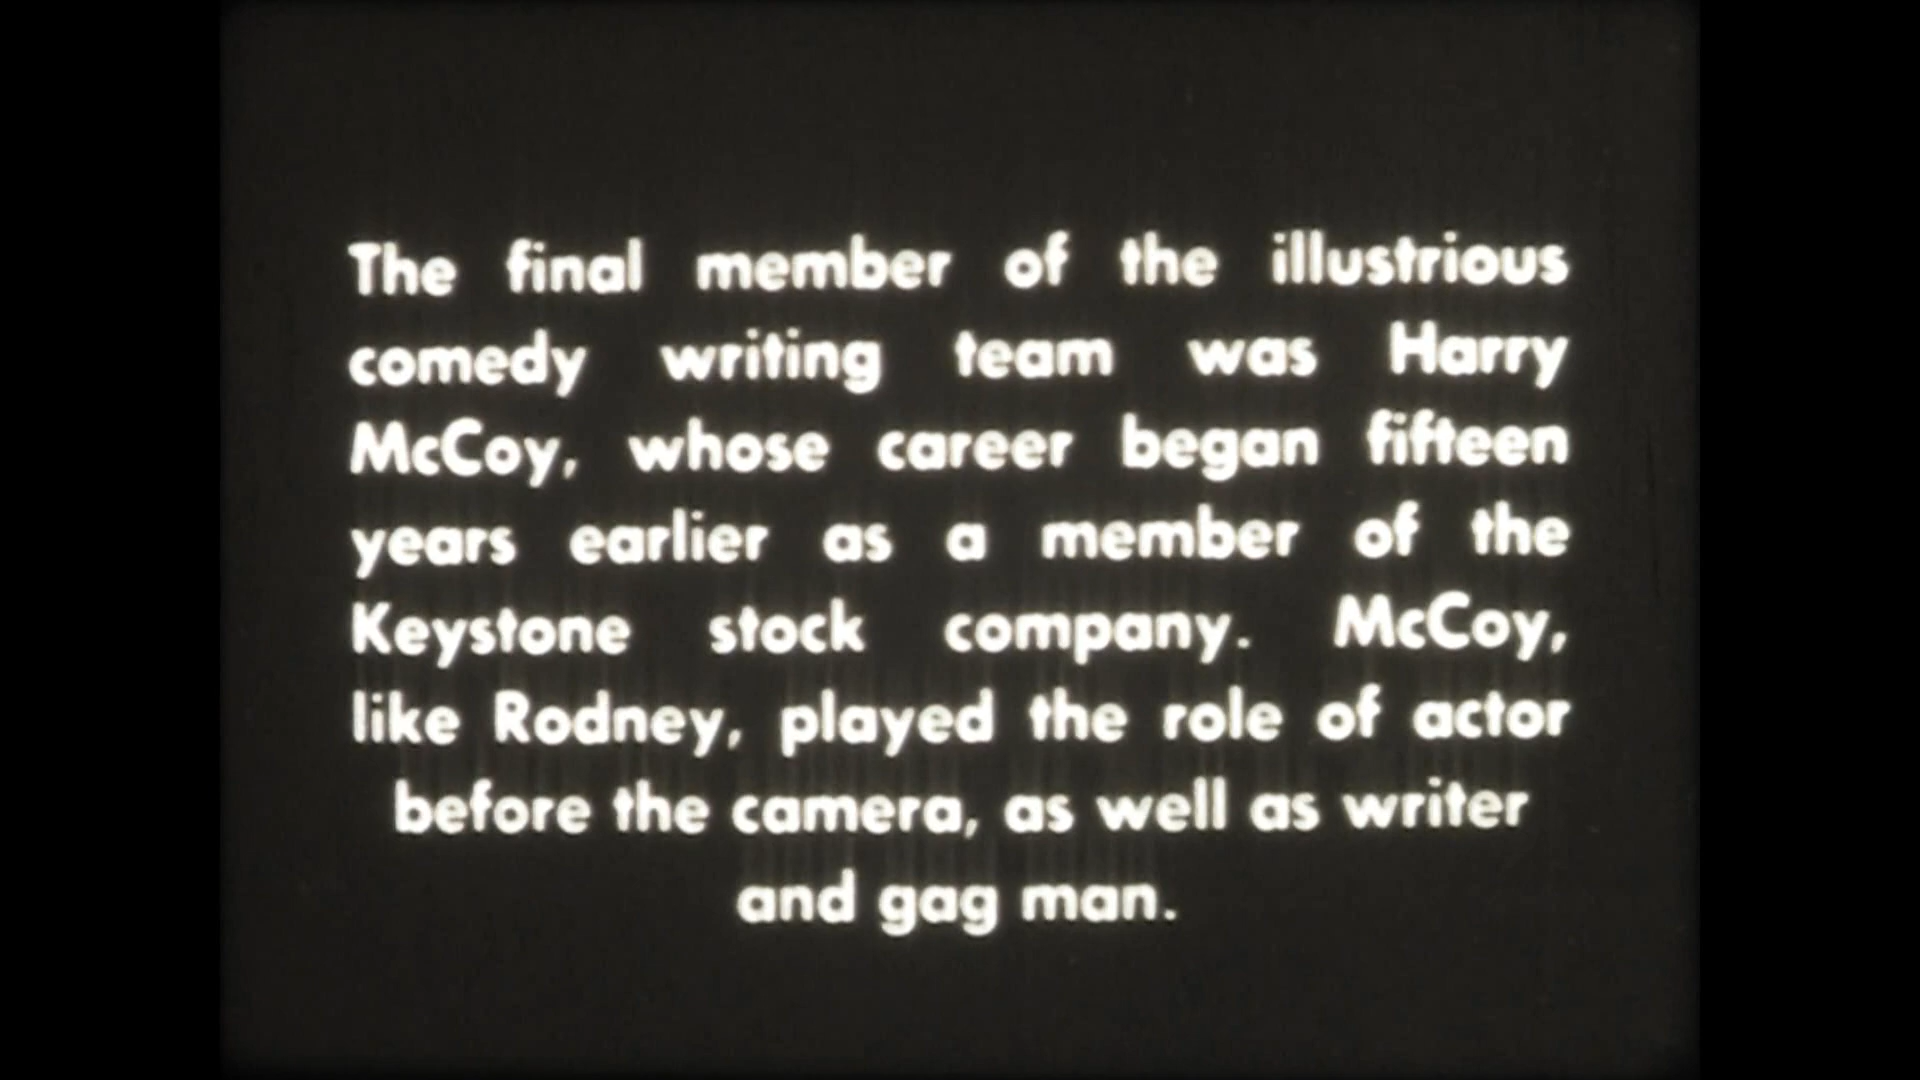 The final member of the illustrious
comedy writing team was Harry
McCoy, whose career began fifteen
years earlier as a member of the
Keystone stock company. McCoy,
like Rodney, played the role of actor
before the camera, as well as writer
and gag man.